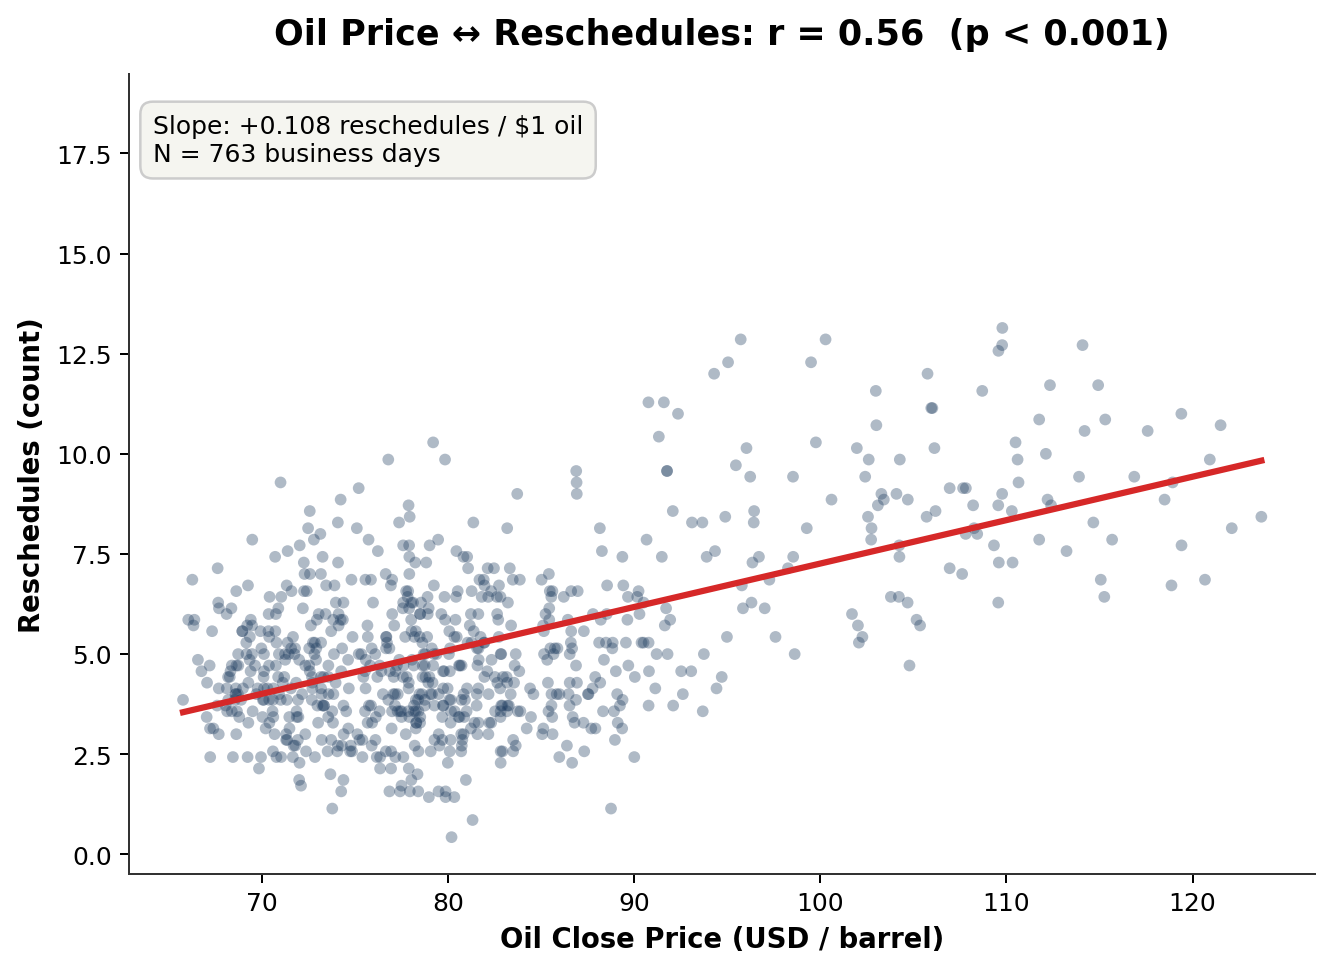 Oil Price ↔ Reschedules: r = 0.56 (p < 0.001)
Slope: +0.108 reschedules / $1 oil
N = 763 business days
Reschedules (count)
17.5
15.0
12.5
10.0
7.5
5.0
2.5
0.0
70 80 90 100 110 120
Oil Close Price (USD / barrel)